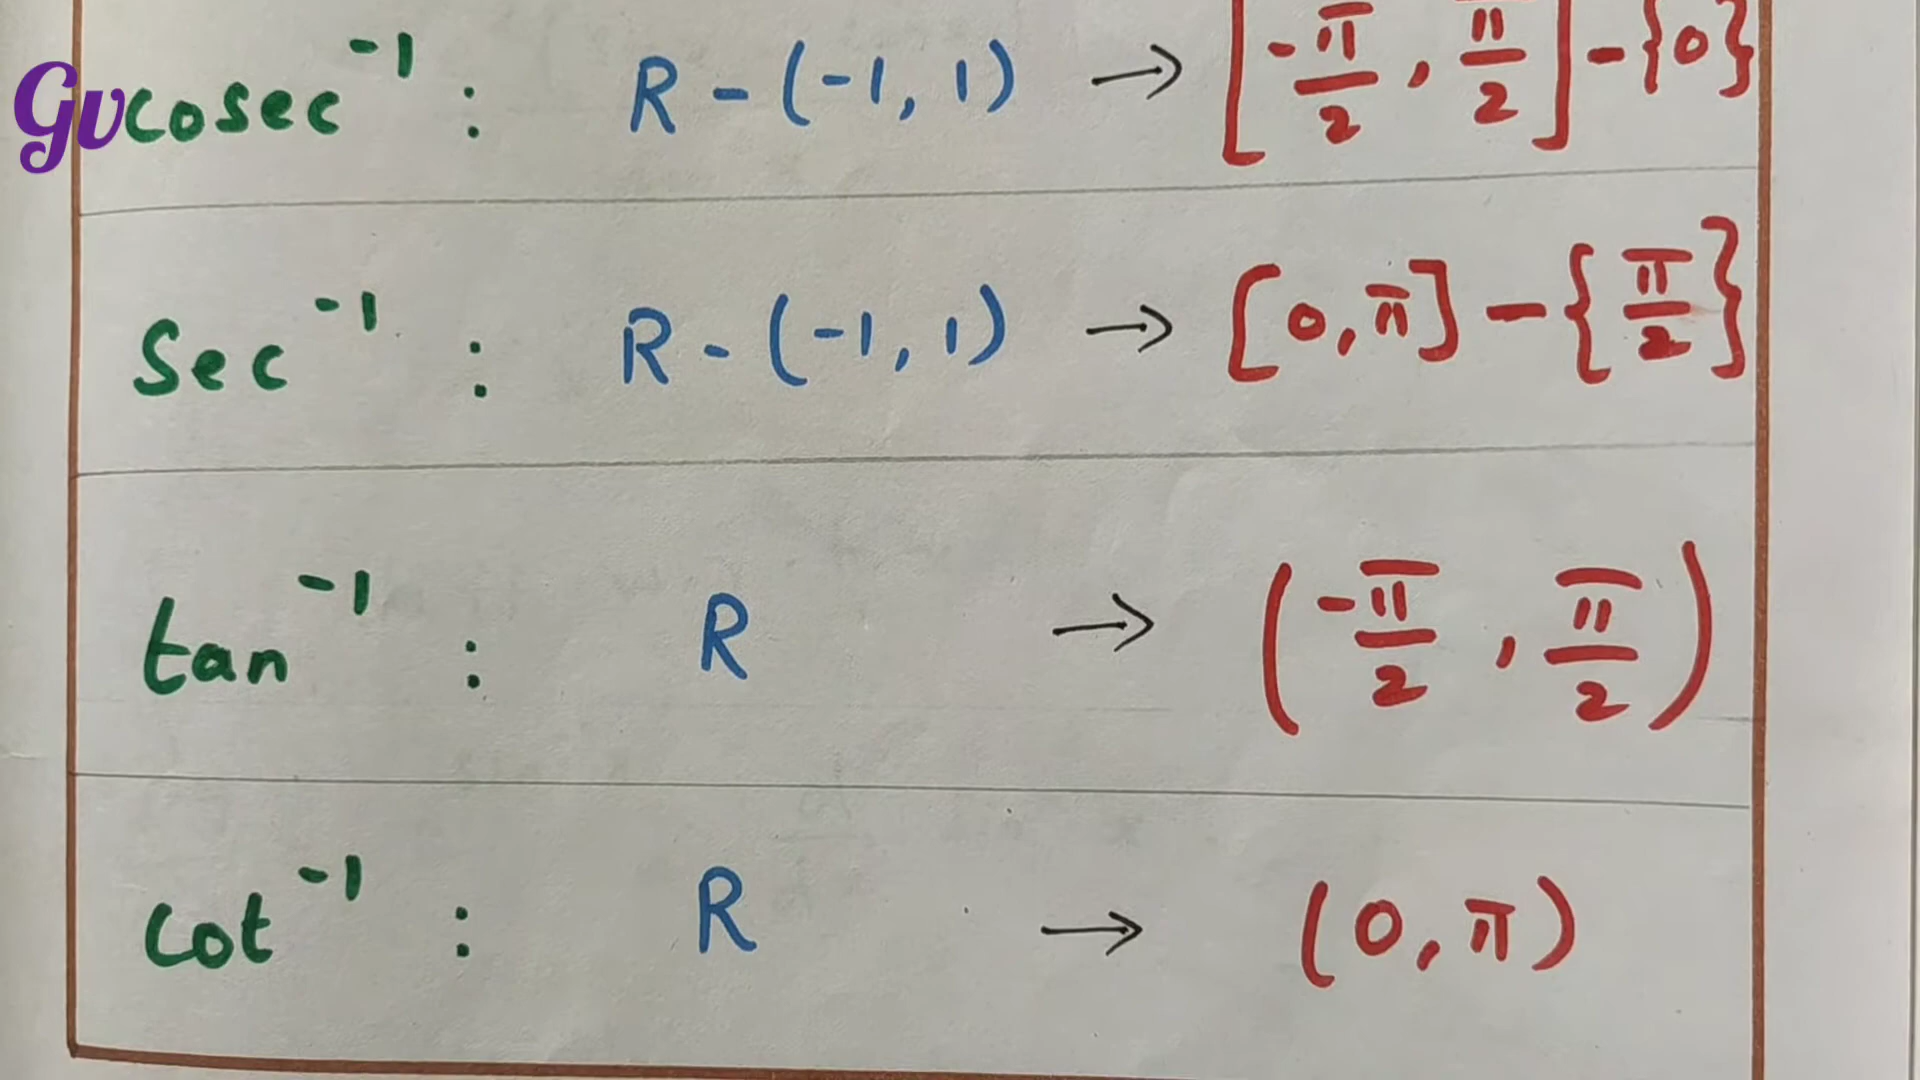 Gv
cosec⁻¹ : R - (-1, 1) → [-π/2, π/2] - {0}
Sec⁻¹ : R - (-1, 1) → [0, π] - {π/2}
tan⁻¹ : R → (-π/2, π/2)
Cot⁻¹ : R → (0, π)